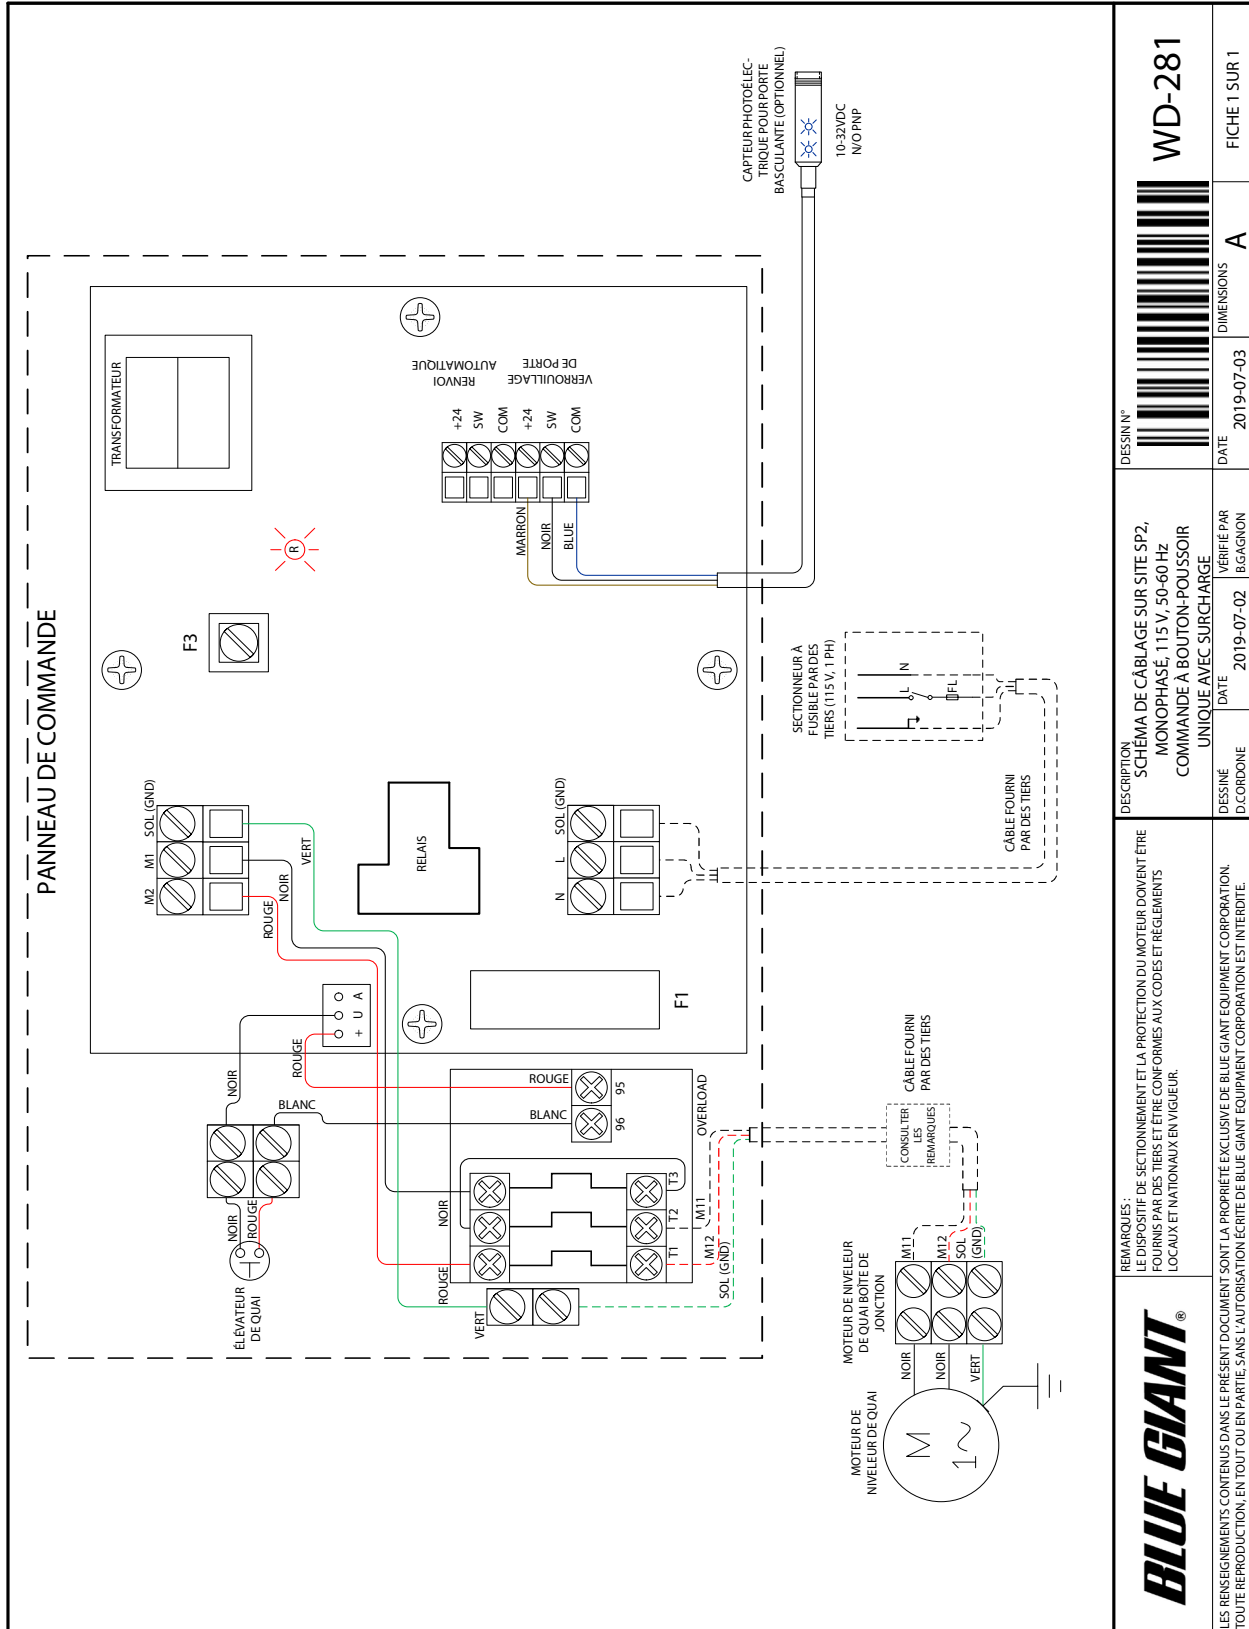 PANNEAU DE COMMANDE
TRANSFORMATEUR
R
F3
SOL (GND)
M1
M2
VERT
NOIR
ROUGE
RELAIS
+24
SW
COM
+24
SW
COM
RENVOI
AUTOMATIQUE
VERROUILLAGE
DE PORTE
MARRON
NOIR
BLUE
CAPTEUR PHOTOÉLEC-
TRIQUE POUR PORTE
BASCULANTE (OPTIONNEL)
10-32VDC
N/O PNP
SOL (GND)
L
N
F1
SECTIONNEUR À
FUSIBLE PAR DES
TIERS (115 V, 1 PH)
N
L
FL
CÂBLE FOURNI
PAR DES TIERS
+ U A
NOIR
ROUGE
BLANC
NOIR
ROUGE
ÉLÉVATEUR
DE QUAI
ROUGE
BLANC
95
96
OVERLOAD
NOIR
ROUGE
VERT
T3
T2
T1
M11
M12
SOL (GND)
CÂBLE FOURNI
PAR DES TIERS
CONSULTER
LES
REMARQUES
M11
M12
SOL
(GND)
MOTEUR DE NIVELEUR
DE QUAI BOÎTE DE
JONCTION
NOIR
NOIR
VERT
MOTEUR DE
NIVELEUR DE QUAI
M
1~
BLUE GIANT®
REMARQUES :
LE DISPOSITIF DE SECTIONNEMENT ET LA PROTECTION DU MOTEUR DOIVENT ÊTRE
FOURNIS PAR DES TIERS ET ÊTRE CONFORMES AUX CODES ET RÈGLEMENTS
LOCAUX ET NATIONAUX EN VIGUEUR.
LES RENSEIGNEMENTS CONTENUS DANS LE PRÉSENT DOCUMENT SONT LA PROPRIÉTÉ EXCLUSIVE DE BLUE GIANT EQUIPMENT CORPORATION.
TOUTE REPRODUCTION, EN TOUT OU EN PARTIE, SANS L'AUTORISATION ÉCRITE DE BLUE GIANT EQUIPMENT CORPORATION EST INTERDITE.
DESCRIPTION
SCHÉMA DE CÂBLAGE SUR SITE SP2,
MONOPHASÉ, 115 V, 50-60 Hz
COMMANDE À BOUTON-POUSSOIR
UNIQUE AVEC SURCHARGE
DESSIN N°
WD-281
DESSINÉ
D.CORDONE
DATE
2019-07-02
VÉRIFIÉ PAR
B.GAGNON
DATE
2019-07-03
DIMENSIONS
A
FICHE 1 SUR 1